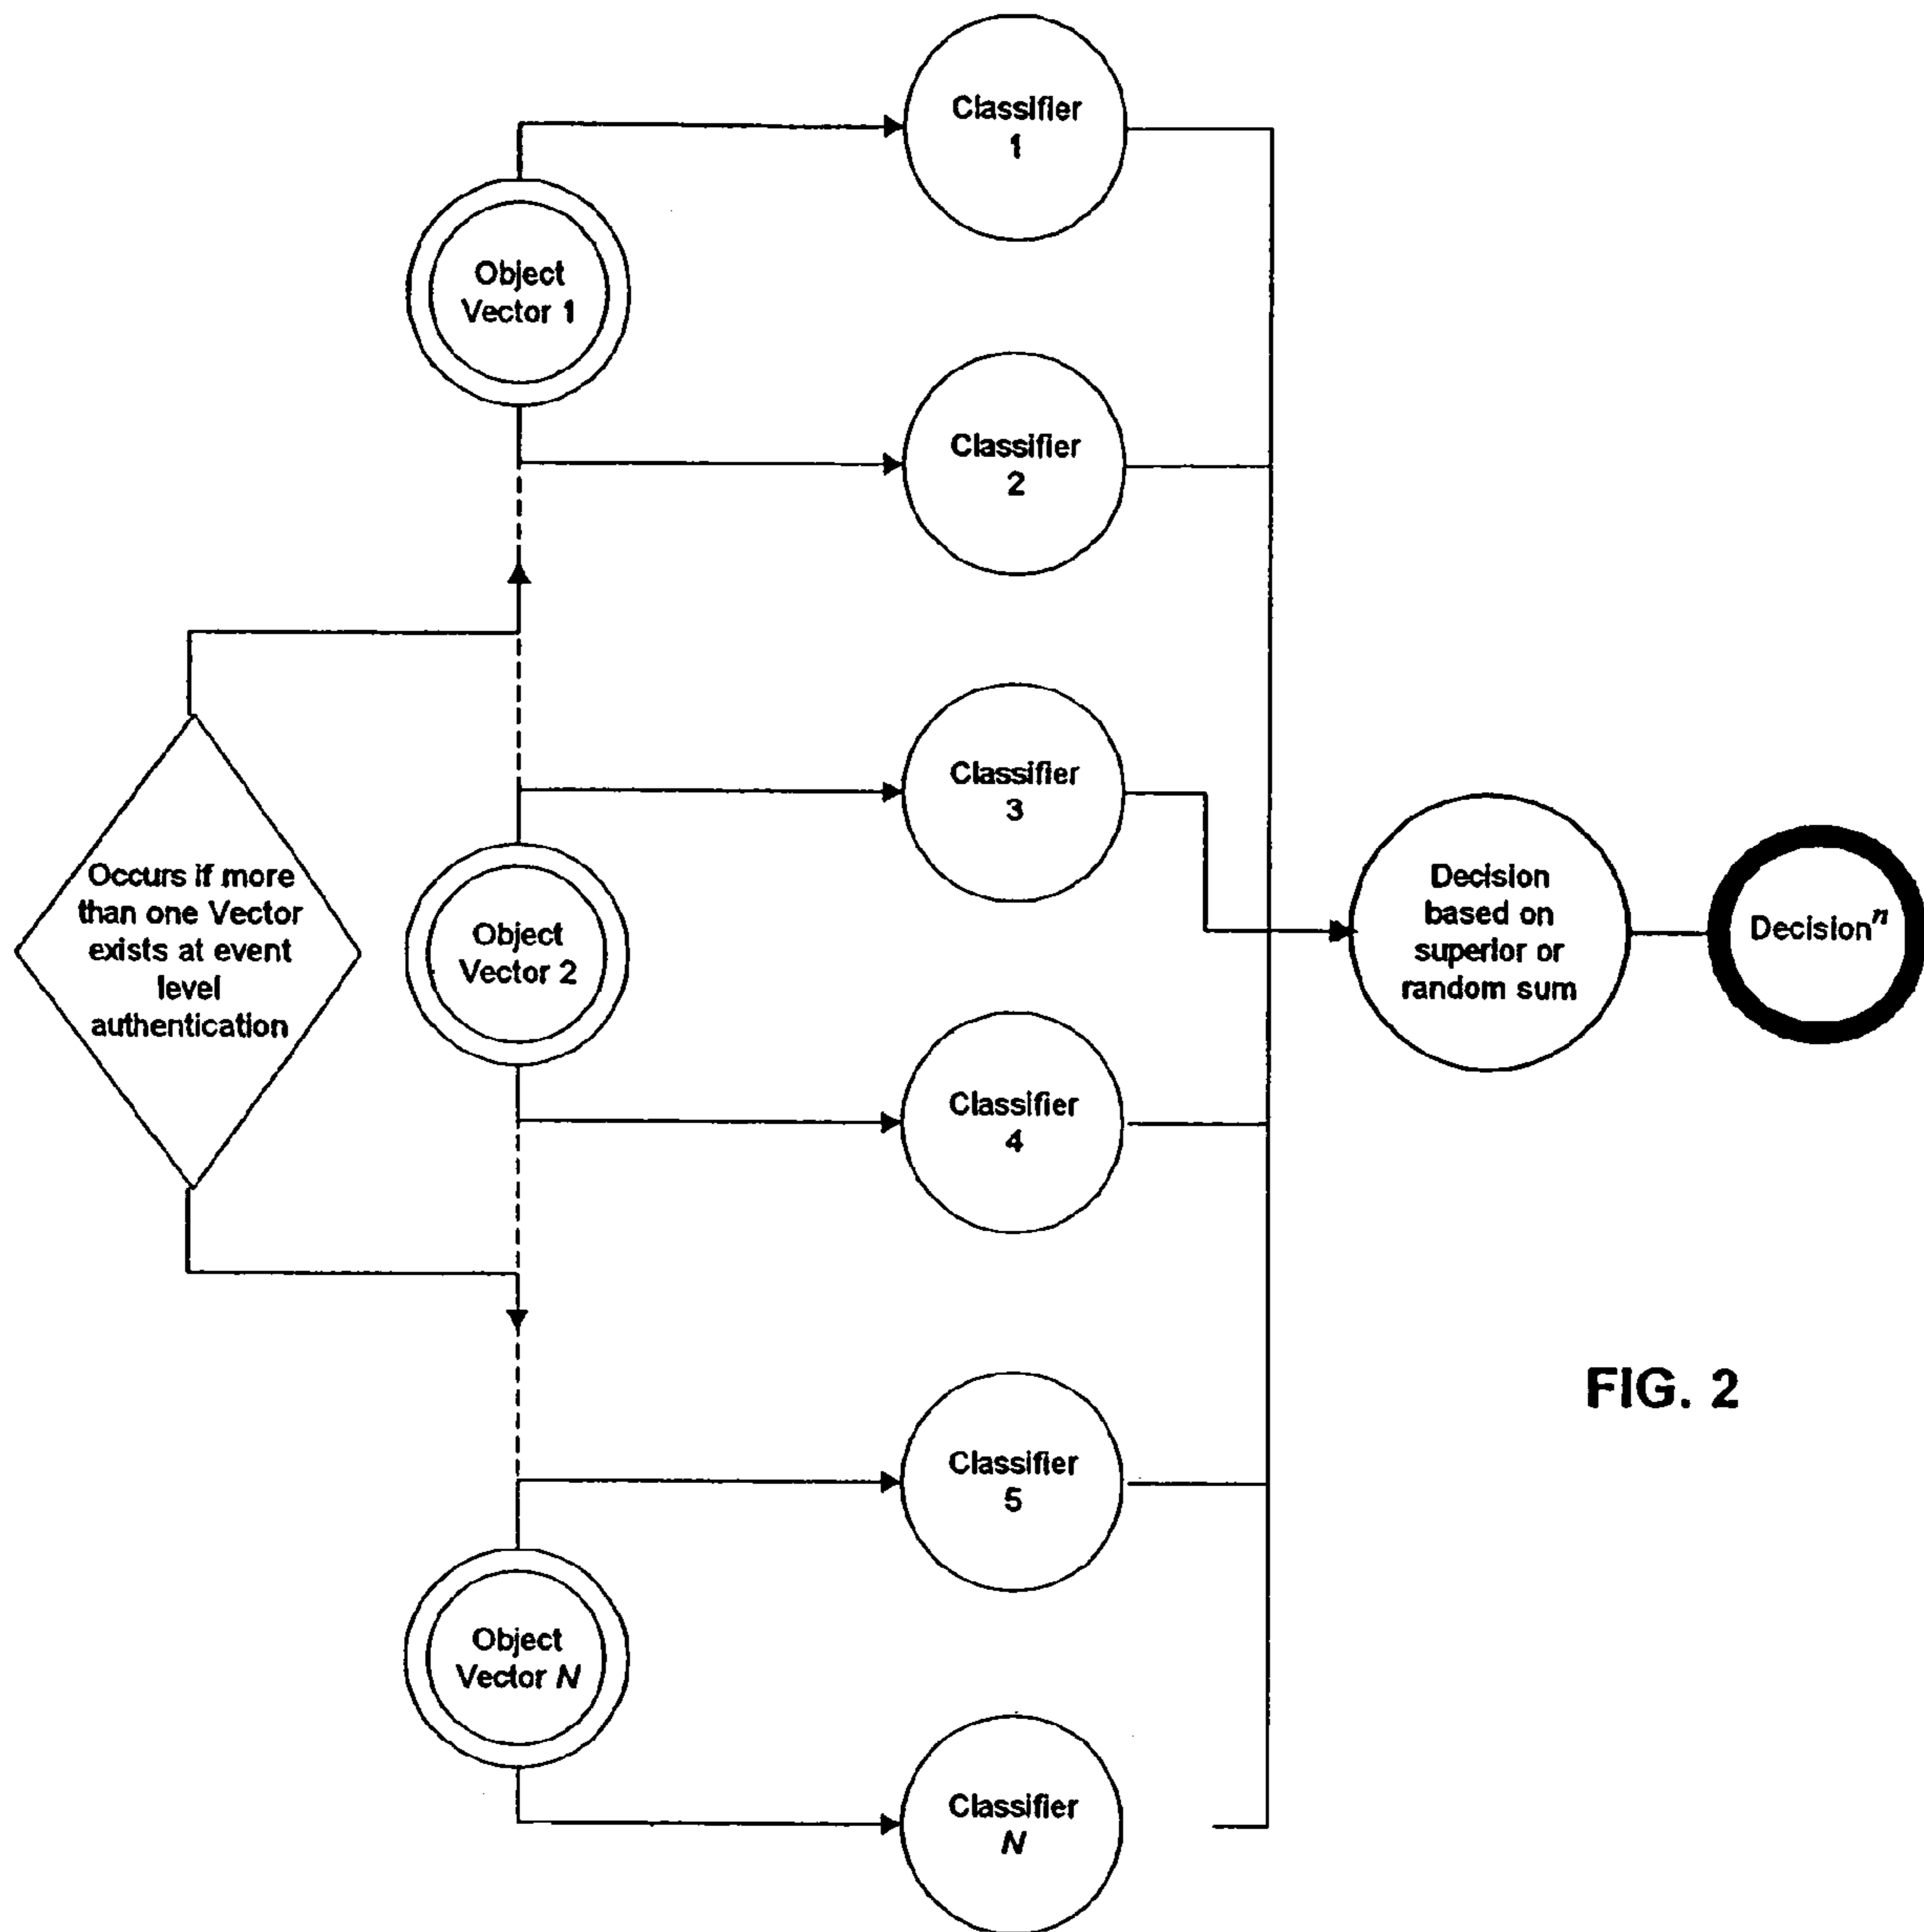 Classifier
1
Object
Vector 1
Classifier
2
Classifier
3
Occurs if more
than one Vector
exists at event
level
authentication
Object
Vector 2
Decision
based on
superior or
random sum
Decisionⁿ
Classifier
4
FIG. 2
Classifier
5
Object
Vector N
Classifier
N